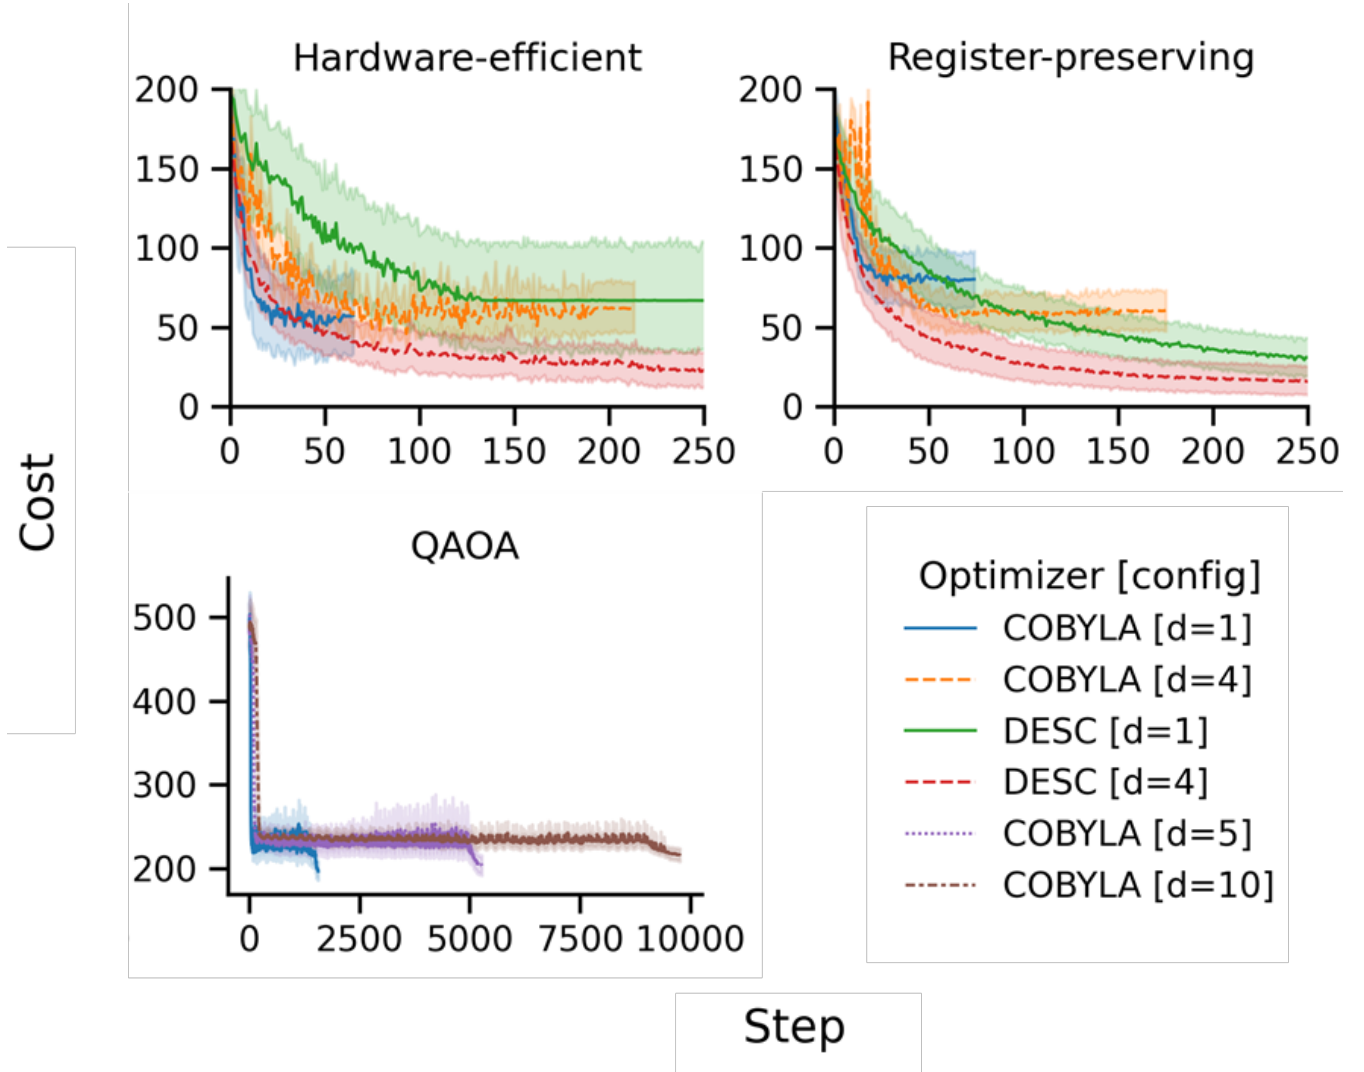 Hardware-efficient
Register-preserving
200
150
100
50
0
0 50 100 150 200 250
200
150
100
50
0
0 50 100 150 200 250
Cost
QAOA
500
400
300
200
0 2500 5000 7500 10000
Optimizer [config]
COBYLA [d=1]
COBYLA [d=4]
DESC [d=1]
DESC [d=4]
COBYLA [d=5]
COBYLA [d=10]
Step